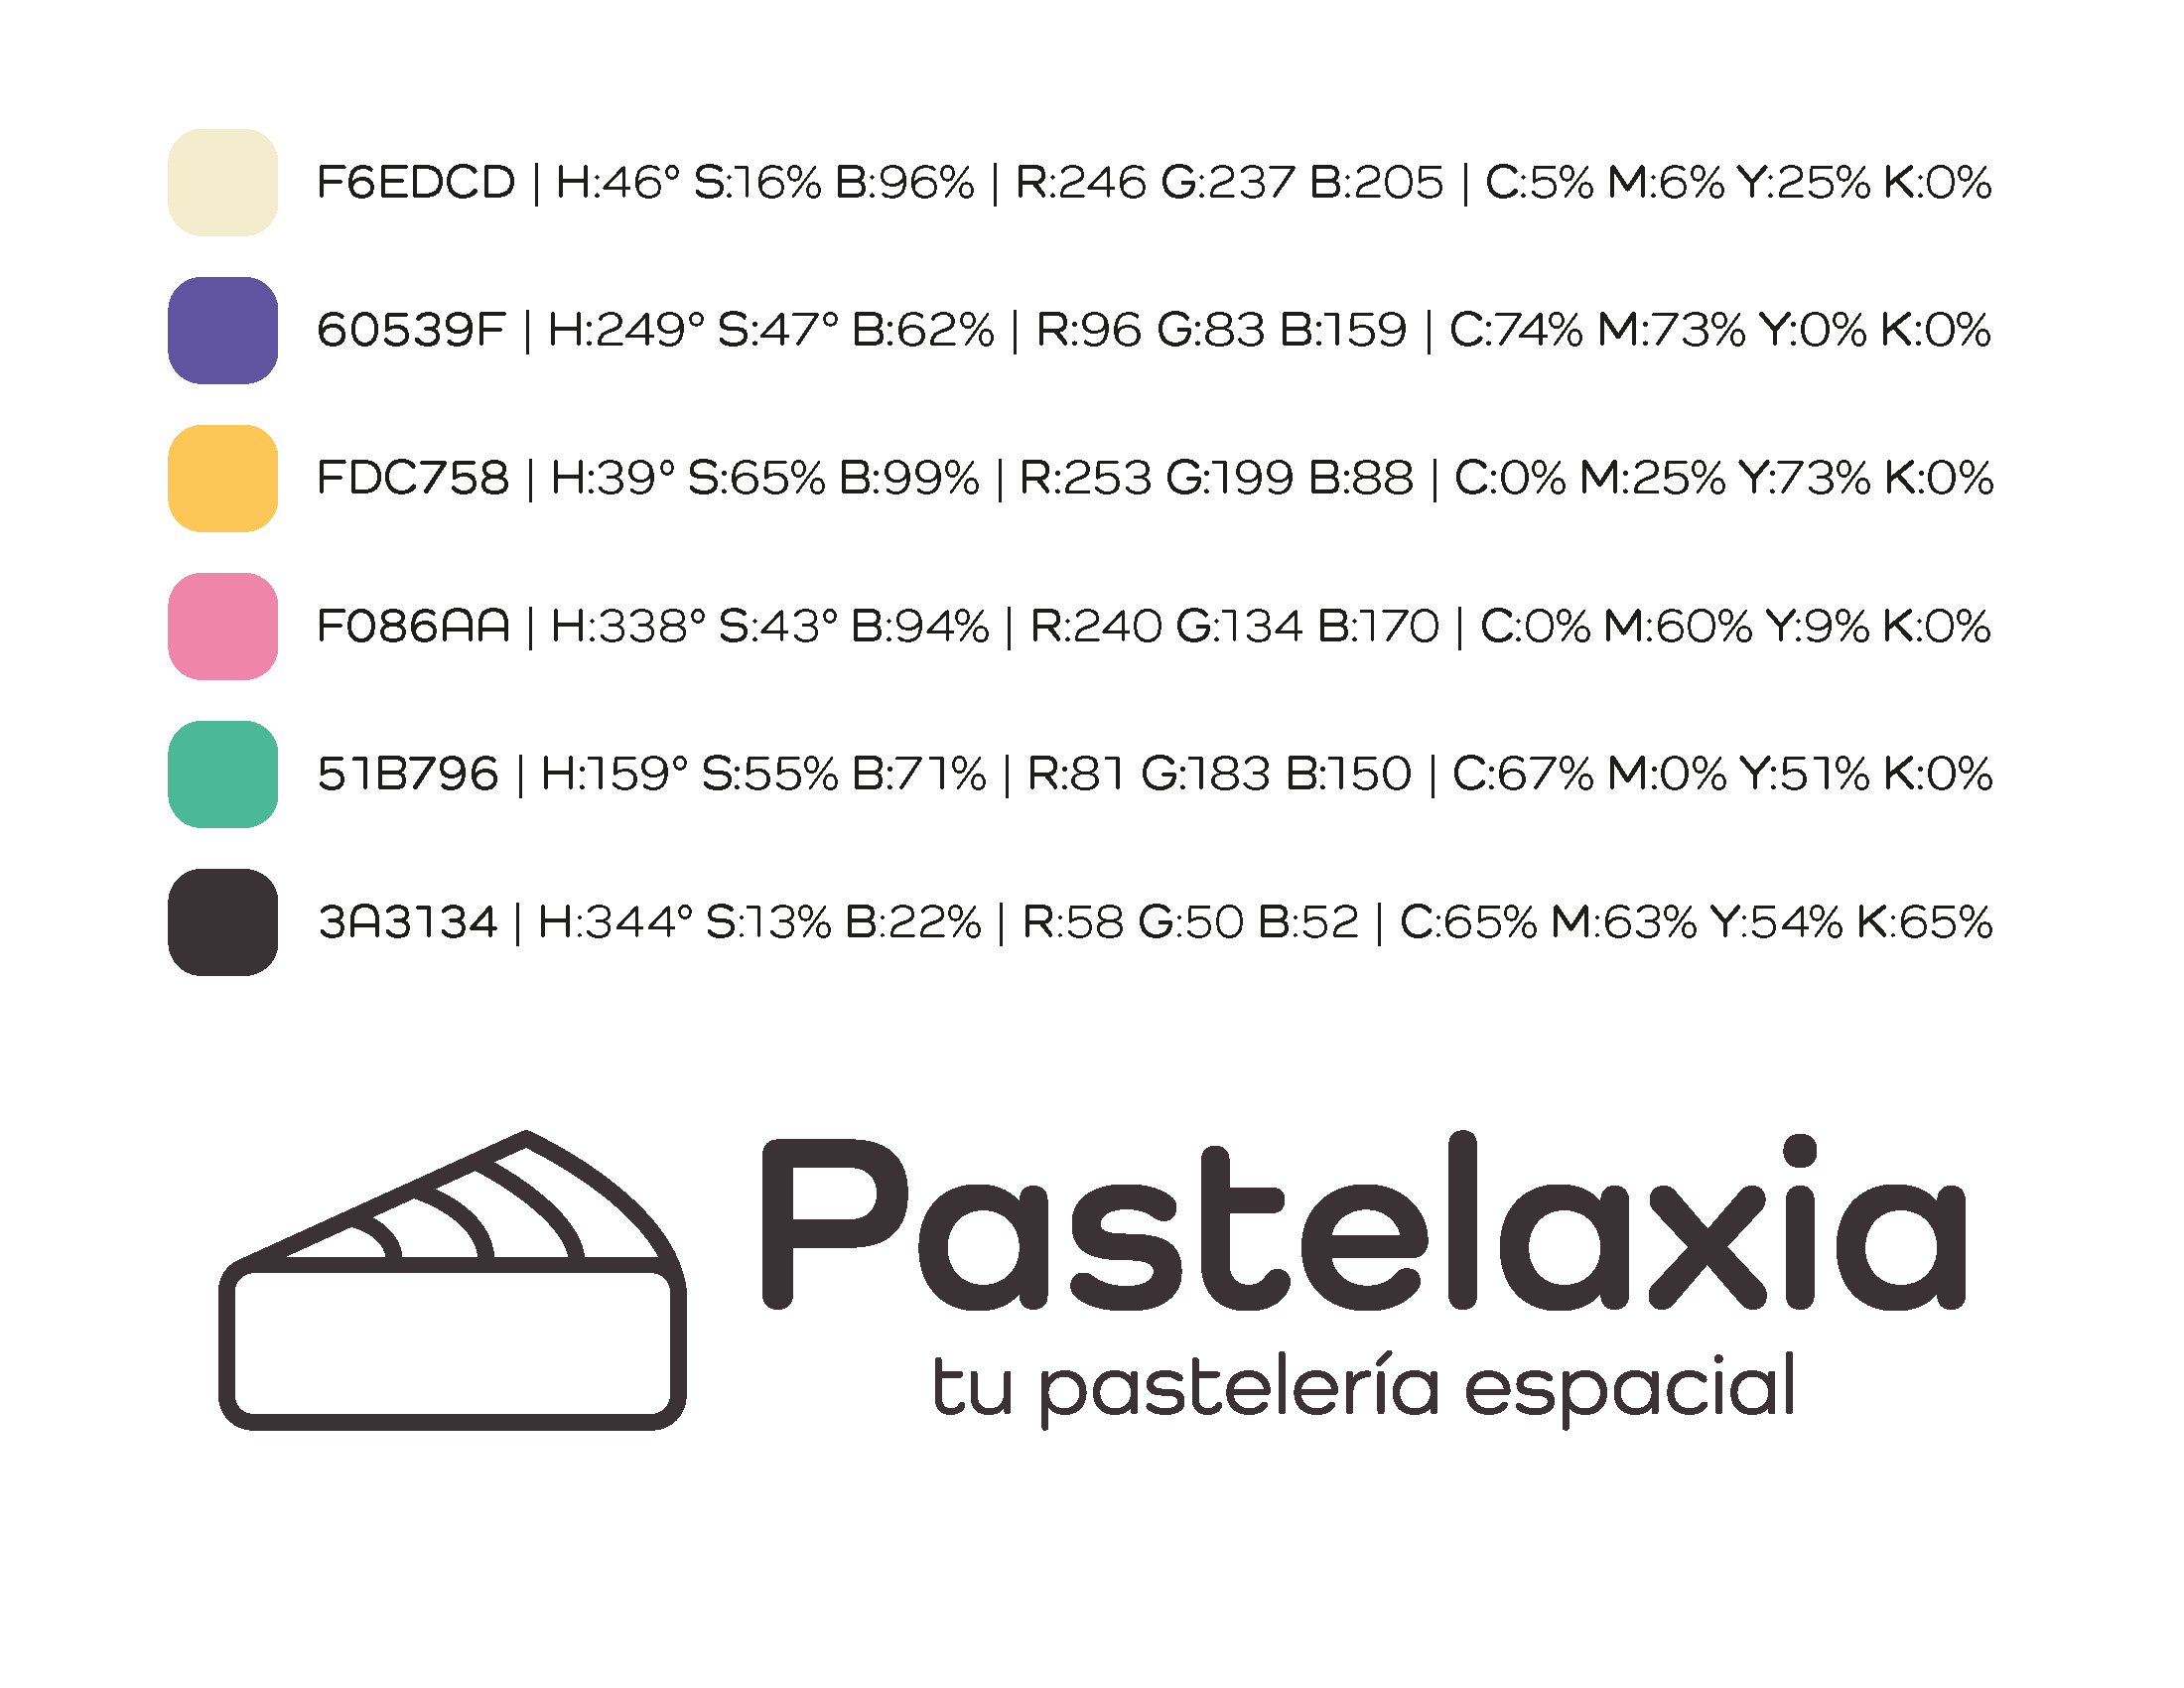 F6EDCD | H:46° S:16% B:96% | R:246 G:237 B:205 | C:5% M:6% Y:25% K:0%
60539F | H:249° S:47° B:62% | R:96 G:83 B:159 | C:74% M:73% Y:0% K:0%
FDC758 | H:39° S:65% B:99% | R:253 G:199 B:88 | C:0% M:25% Y:73% K:0%
F086AA | H:338° S:43° B:94% | R:240 G:134 B:170 | C:0% M:60% Y:9% K:0%
51B796 | H:159° S:55% B:71% | R:81 G:183 B:150 | C:67% M:0% Y:51% K:0%
3A3134 | H:344° S:13% B:22% | R:58 G:50 B:52 | C:65% M:63% Y:54% K:65%
Pastelaxia
tu pastelería espacial